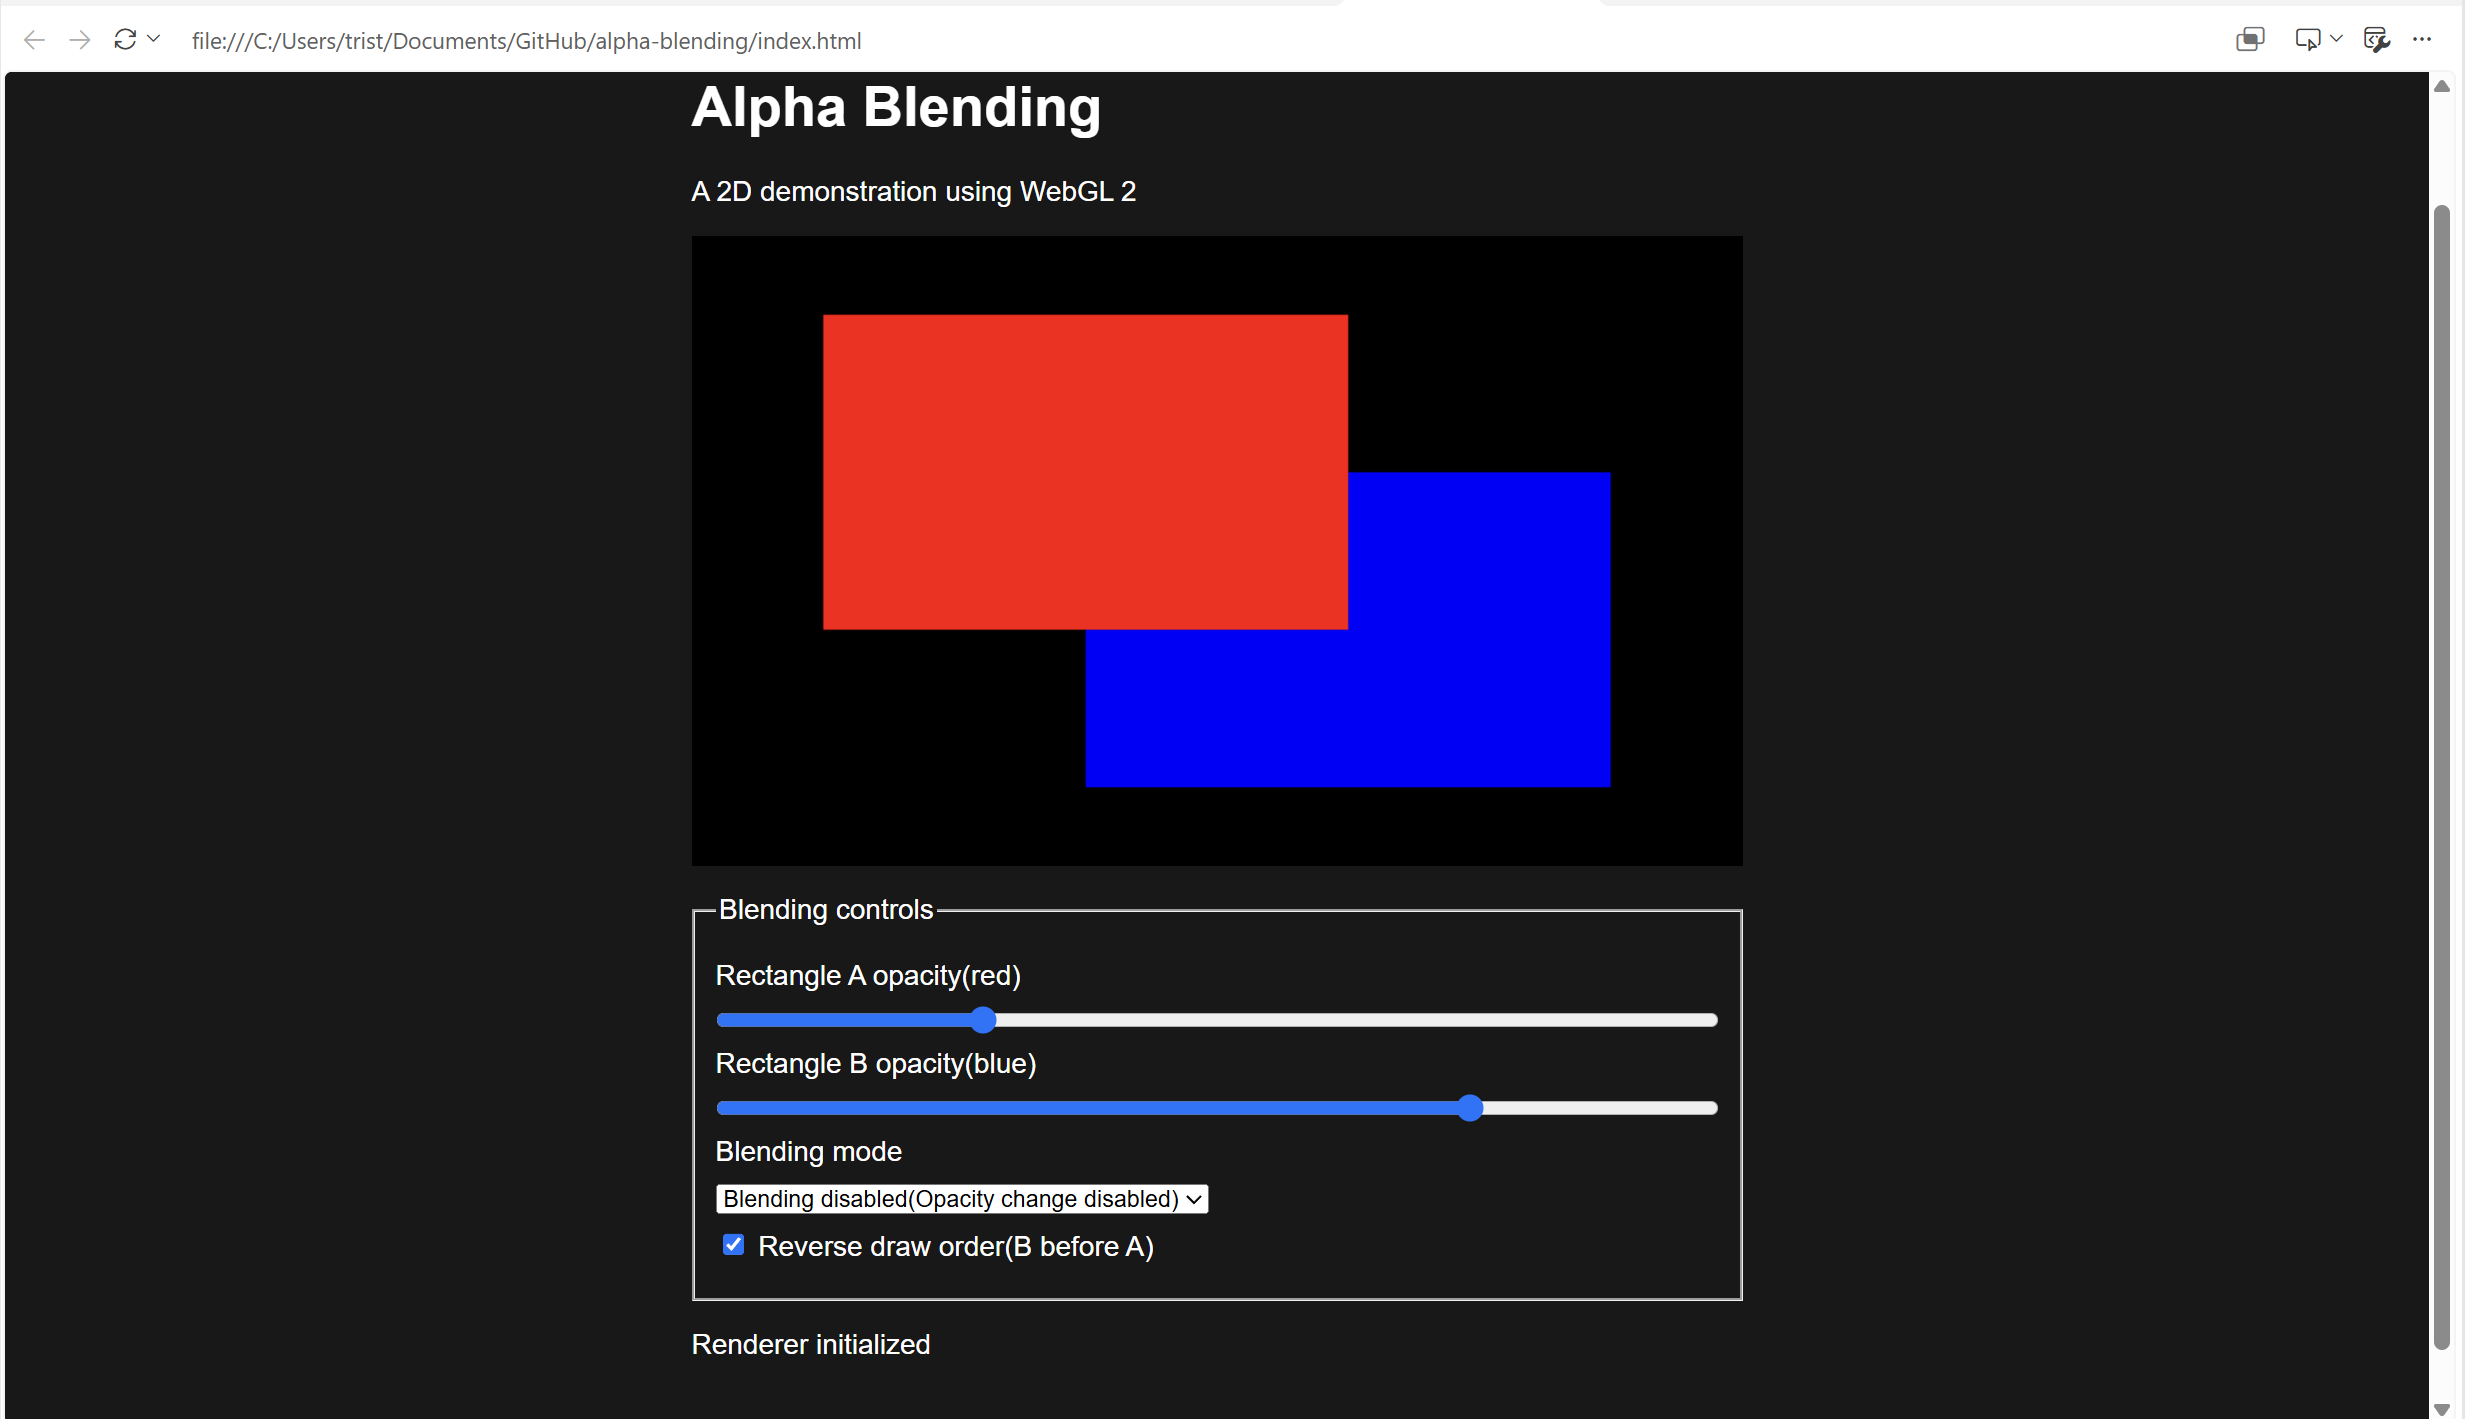 file:///C:/Users/trist/Documents/GitHub/alpha-blending/index.html
Alpha Blending
A 2D demonstration using WebGL 2
Blending controls
Rectangle A opacity(red)
Rectangle B opacity(blue)
Blending mode
Blending disabled(Opacity change disabled)
Reverse draw order(B before A)
Renderer initialized